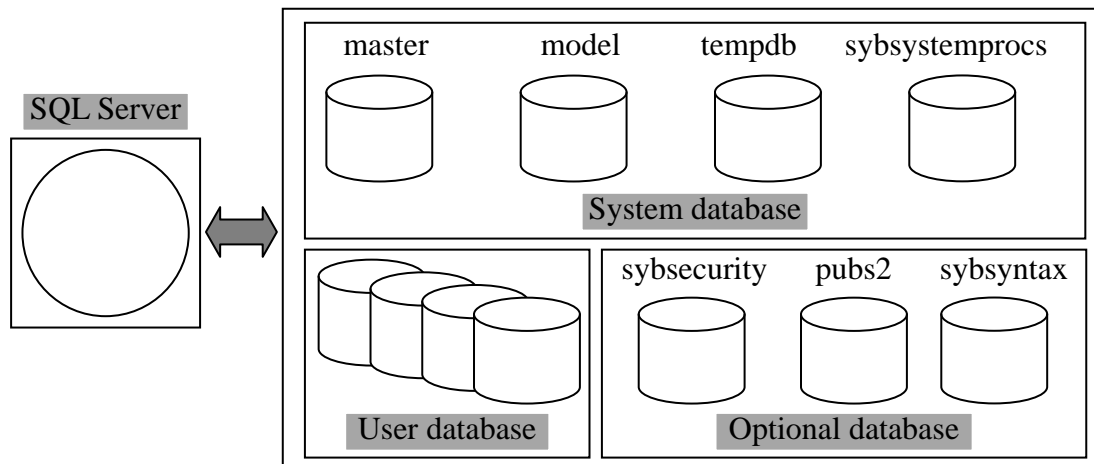 master model tempdb sybsystemprocs
SQL Server
System database
sybsecurity pubs2 sybsyntax
User database
Optional database